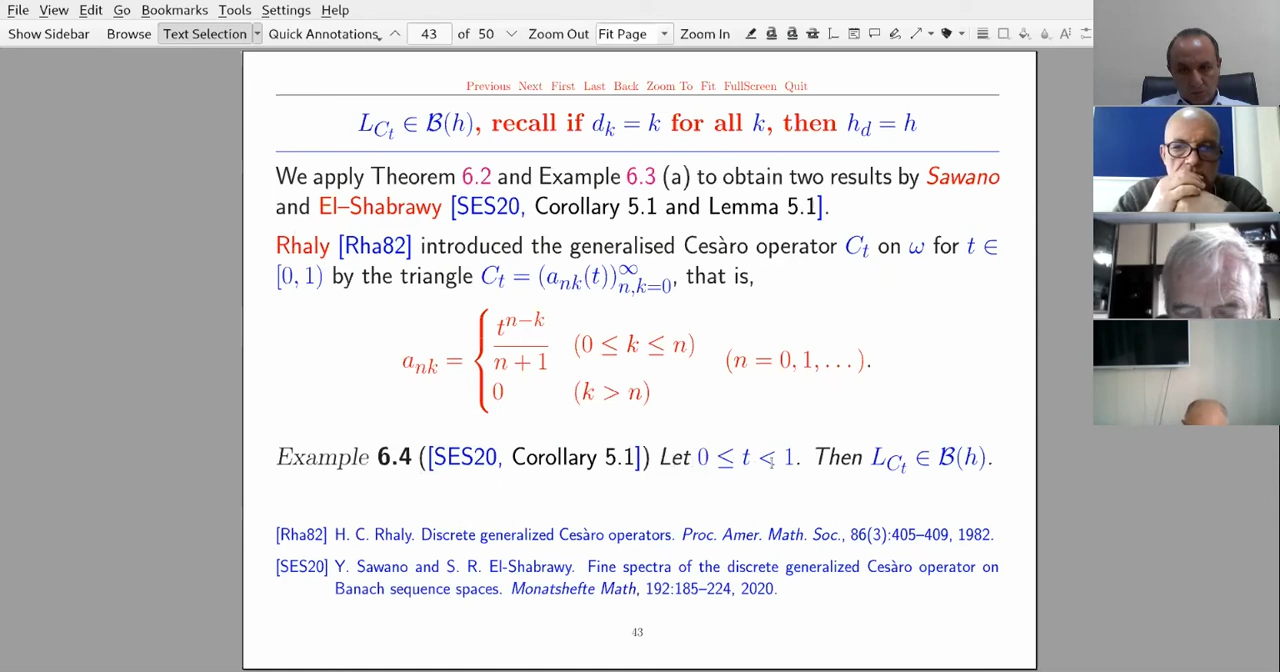 File View Edit Go Bookmarks Tools Settings Help
Show Sidebar Browse Text Selection Quick Annotations 43 of 50 Zoom Out Fit Page Zoom In
Previous Next First Last Back Zoom To Fit FullScreen Quit
L_{C_t} ∈ B(h), recall if d_k = k for all k, then h_d = h
We apply Theorem 6.2 and Example 6.3 (a) to obtain two results by Sawano
and El–Shabrawy [SES20, Corollary 5.1 and Lemma 5.1].
Rhaly [Rha82] introduced the generalised Cesàro operator C_t on ω for t ∈
[0, 1) by the triangle C_t = (a_{nk}(t))_{n,k=0}^∞, that is,
a_{nk} = { t^{n−k}/(n + 1) (0 ≤ k ≤ n)
0 (k > n) (n = 0, 1, . . . ).
Example 6.4 ([SES20, Corollary 5.1]) Let 0 ≤ t < 1. Then L_{C_t} ∈ B(h).
[Rha82] H. C. Rhaly. Discrete generalized Cesàro operators. Proc. Amer. Math. Soc., 86(3):405–409, 1982.
[SES20] Y. Sawano and S. R. El-Shabrawy. Fine spectra of the discrete generalized Cesàro operator on
Banach sequence spaces. Monatshefte Math, 192:185–224, 2020.
43